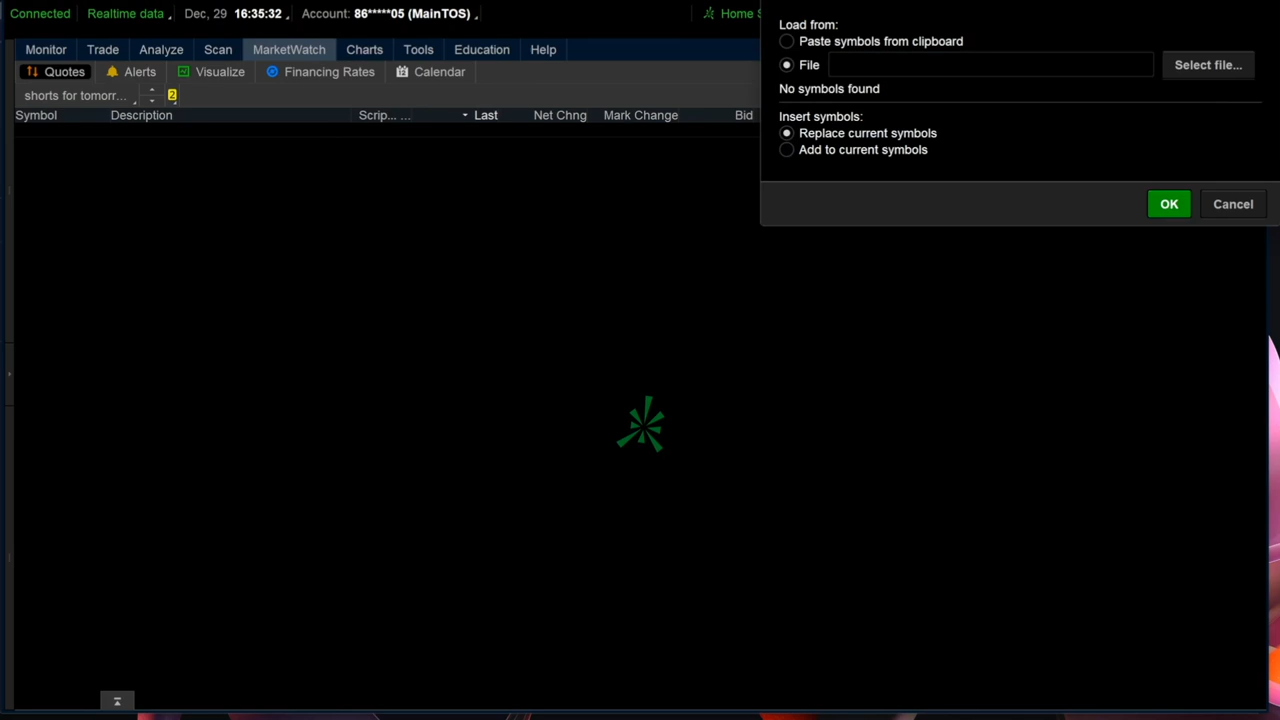 Connected Realtime data Dec, 29 16:35:32 Account: 86*****05 (MainTOS) Home S
Monitor Trade Analyze Scan MarketWatch Charts Tools Education Help
Quotes Alerts Visualize Financing Rates Calendar
shorts for tomorr... 2
Symbol Description Scrip... ... Last Net Chng Mark Change Bid
Load from:
Paste symbols from clipboard
File Select file...
No symbols found
Insert symbols:
Replace current symbols
Add to current symbols
OK Cancel